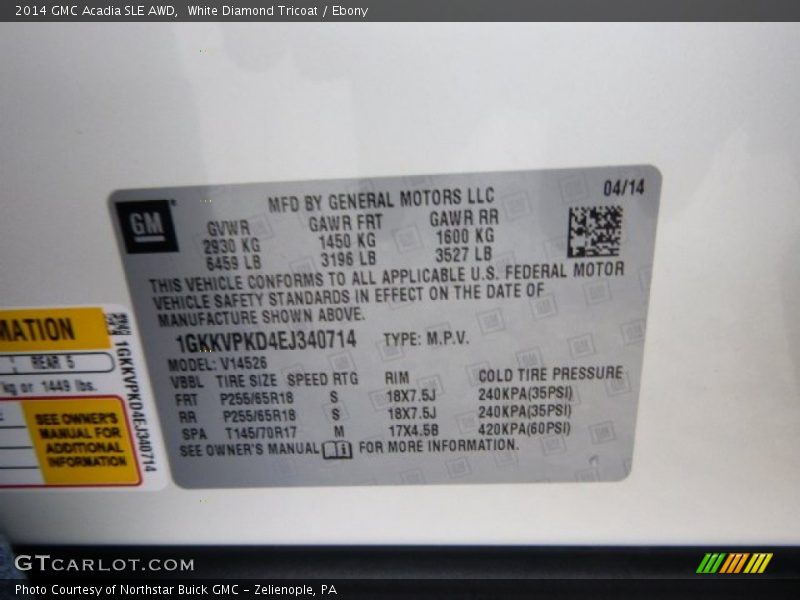 2014 GMC Acadia SLE AWD,  White Diamond Tricoat / Ebony
GM
MFD BY GENERAL MOTORS LLC
04/14
GVWR GAWR FRT GAWR RR
2930 KG 1450 KG 1600 KG
6459 LB 3196 LB 3527 LB
THIS VEHICLE CONFORMS TO ALL APPLICABLE U.S. FEDERAL MOTOR
VEHICLE SAFETY STANDARDS IN EFFECT ON THE DATE OF
MANUFACTURE SHOWN ABOVE.
1GKKVPKD4EJ340714 TYPE: M.P.V.
MODEL: V14526
VBBL TIRE SIZE SPEED RTG RIM COLD TIRE PRESSURE
FRT P255/65R18 S 18X7.5J 240KPA(35PSI)
RR P255/65R18 S 18X7.5J 240KPA(35PSI)
SPA T145/70R17 M 17X4.5B 420KPA(60PSI)
SEE OWNER'S MANUAL FOR MORE INFORMATION.
MATION
REAR 5
kg or 1449 lbs.
SEE OWNER'S
MANUAL FOR
ADDITIONAL
INFORMATION
1GKKVPKD4EJ340714
GTCARLOT.COM
Photo Courtesy of Northstar Buick GMC - Zelienople, PA